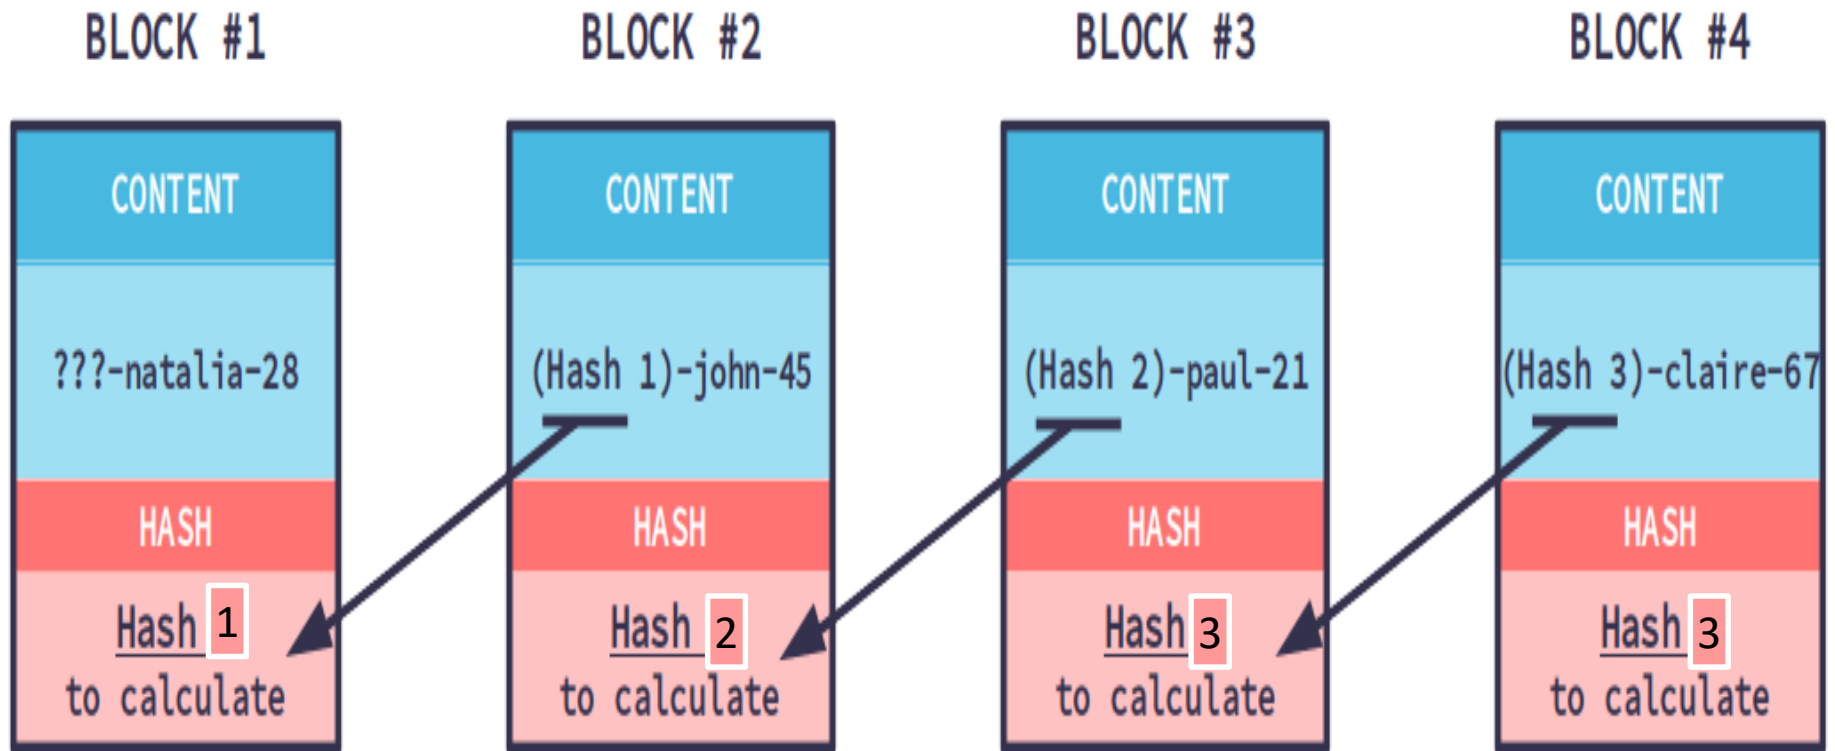 BLOCK #1
BLOCK #2
BLOCK #3
BLOCK #4
CONTENT
CONTENT
CONTENT
CONTENT
???-natalia-28
(Hash 1)-john-45
(Hash 2)-paul-21
(Hash 3)-claire-67
HASH
HASH
HASH
HASH
Hash 1
to calculate
Hash 2
to calculate
Hash 3
to calculate
Hash 3
to calculate